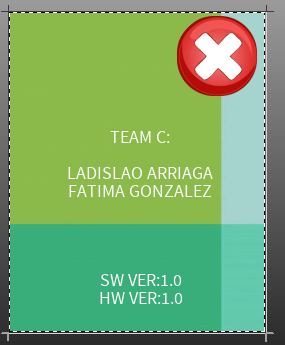 TEAM C:
LADISLAO ARRIAGA
FATIMA GONZALEZ
SW VER:1.0
HW VER:1.0